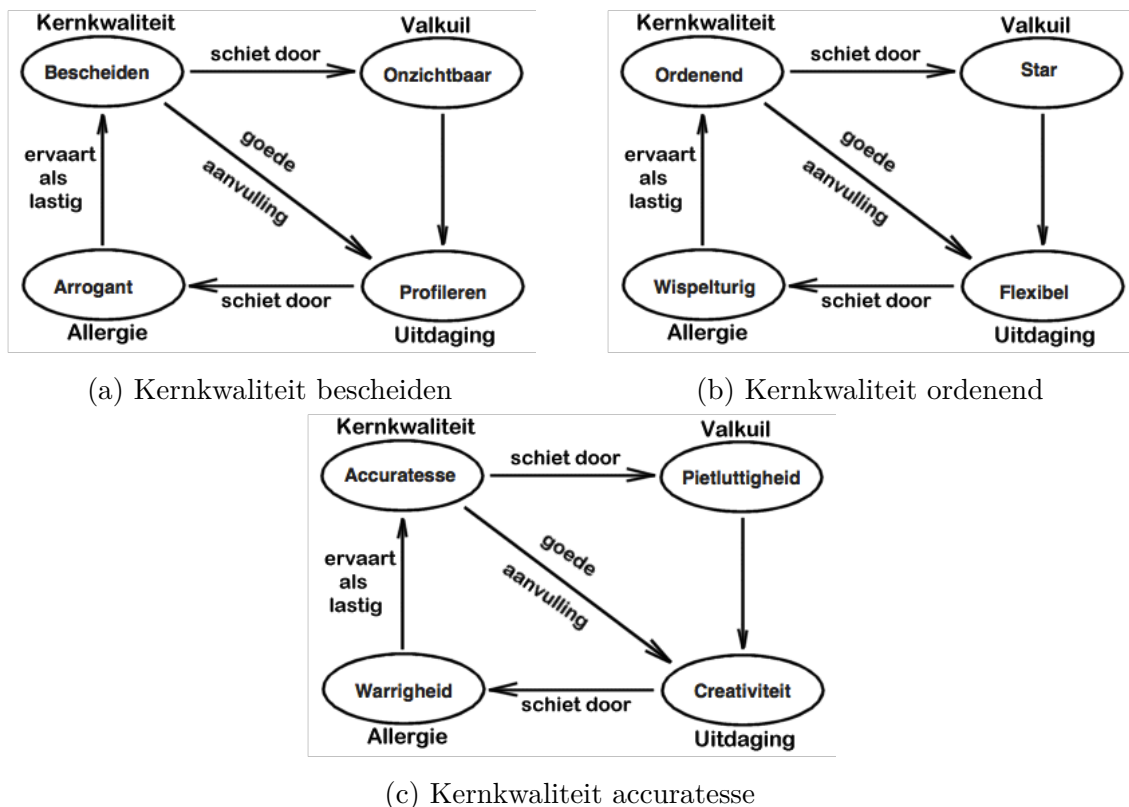 Kernkwaliteit
Valkuil
schiet door
Bescheiden
Onzichtbaar
goede
aanvulling
ervaart
als
lastig
Arrogant
schiet door
Profileren
Allergie
Uitdaging
(a) Kernkwaliteit bescheiden
Kernkwaliteit
Valkuil
schiet door
Ordenend
Star
goede
aanvulling
ervaart
als
lastig
Wispelturig
schiet door
Flexibel
Allergie
Uitdaging
(b) Kernkwaliteit ordenend
Kernkwaliteit
Valkuil
schiet door
Accuratesse
Pietluttigheid
goede
aanvulling
ervaart
als
lastig
Warrigheid
schiet door
Creativiteit
Allergie
Uitdaging
(c) Kernkwaliteit accuratesse